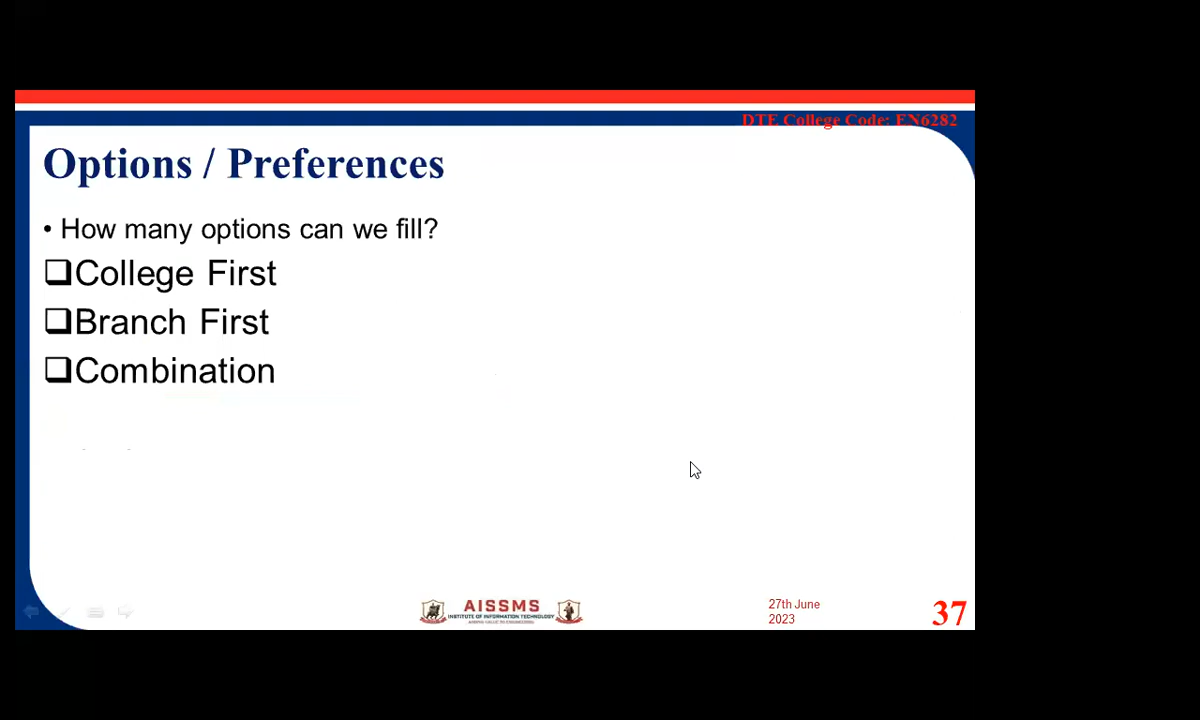 DTE College Code: EN6282
Options / Preferences
• How many options can we fill?
❑College First
❑Branch First
❑Combination
AISSMS
INSTITUTE OF INFORMATION TECHNOLOGY
27th June
2023
37